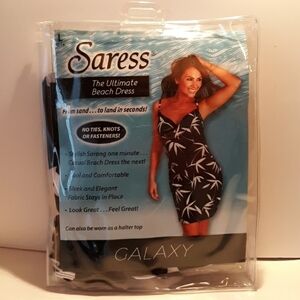 Saress
The Ultimate
Beach Dress
From sand...to land in seconds!
NO TIES, KNOTS
OR FASTENERS!
• Stylish Sarong one minute...
Casual Beach Dress the next!
• Cool and Comfortable
• Sleek and Elegant
Fabric Stays in Place
• Look Great...Feel Great!
Can also be worn as a halter top
GALAXY